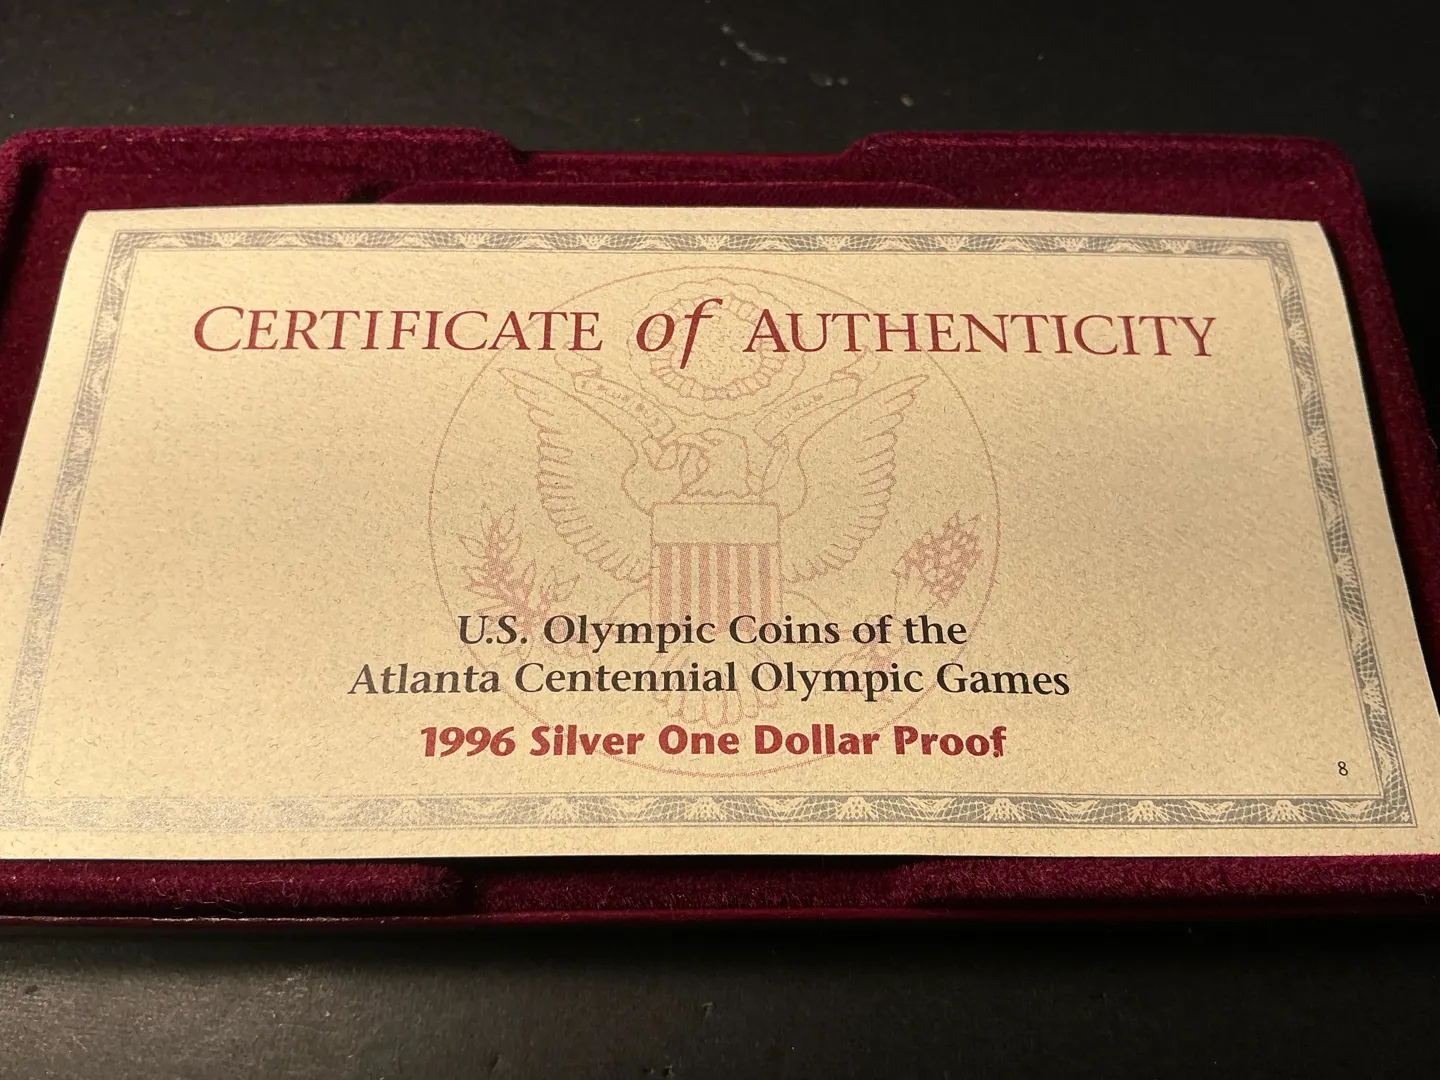 CERTIFICATE of AUTHENTICITY
U.S. Olympic Coins of the
Atlanta Centennial Olympic Games
1996 Silver One Dollar Proof
8